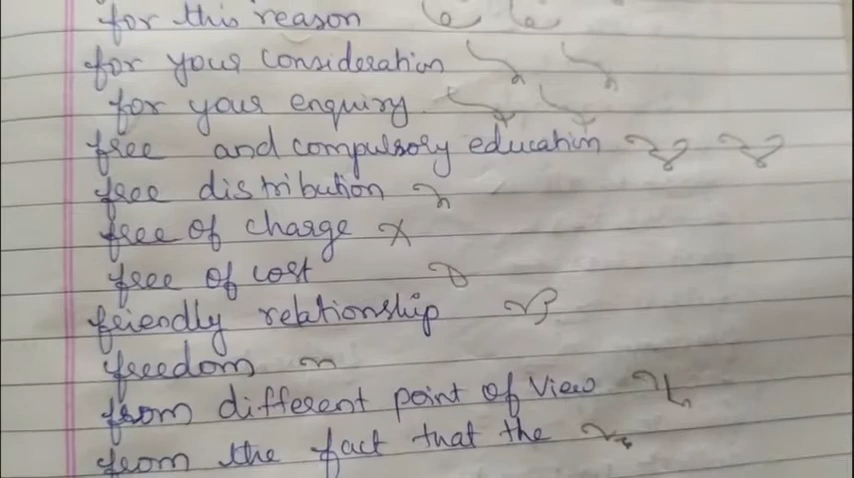 for this reason
for your consideration
for your enquiry
free and compulsory education
free distribution
free of charge
free of cost
friendly relationship
freedom
from different point of view
from the fact that the